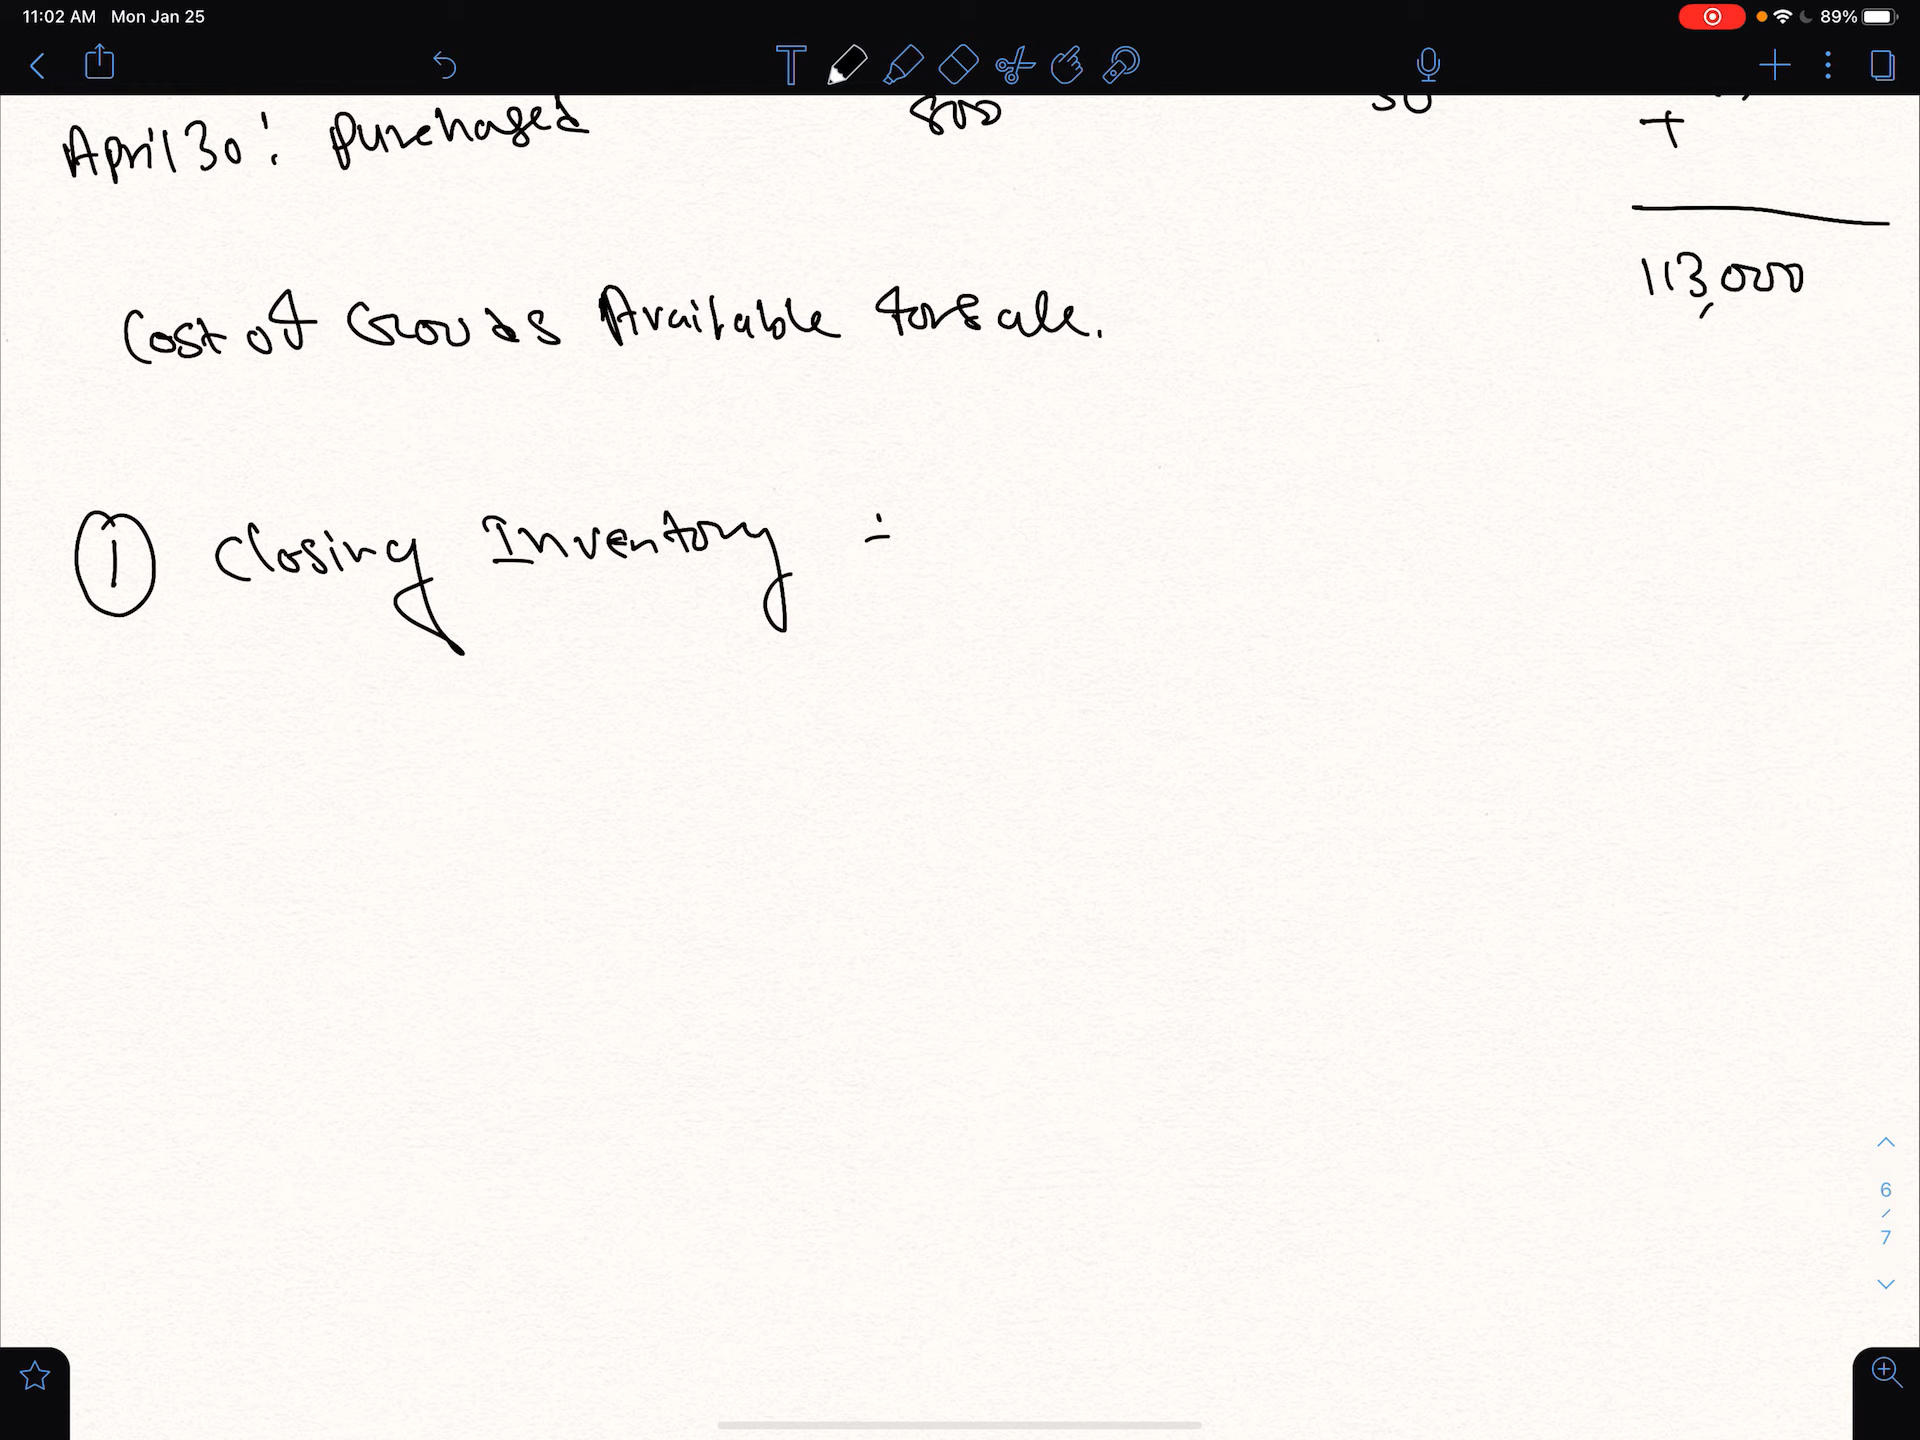 11:02 AM Mon Jan 25 89%
April 30: purchased 800
+
113,000
Cost of Goods Available for sale.
① Closing Inventory =
6
/
7